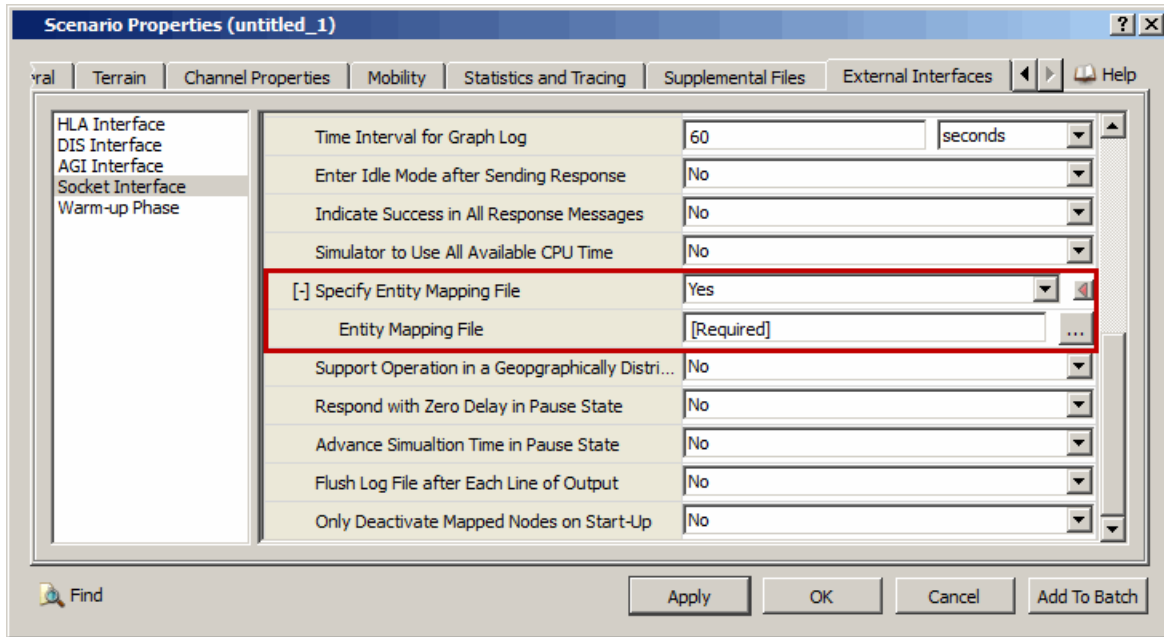 Scenario Properties (untitled_1)
eral Terrain Channel Properties Mobility Statistics and Tracing Supplemental Files External Interfaces Help
HLA Interface
DIS Interface
AGI Interface
Socket Interface
Warm-up Phase
Time Interval for Graph Log 60 seconds
Enter Idle Mode after Sending Response No
Indicate Success in All Response Messages No
Simulator to Use All Available CPU Time No
[-] Specify Entity Mapping File Yes
Entity Mapping File [Required] ...
Support Operation in a Geopgraphically Distri... No
Respond with Zero Delay in Pause State No
Advance Simualtion Time in Pause State No
Flush Log File after Each Line of Output No
Only Deactivate Mapped Nodes on Start-Up No
Find Apply OK Cancel Add To Batch